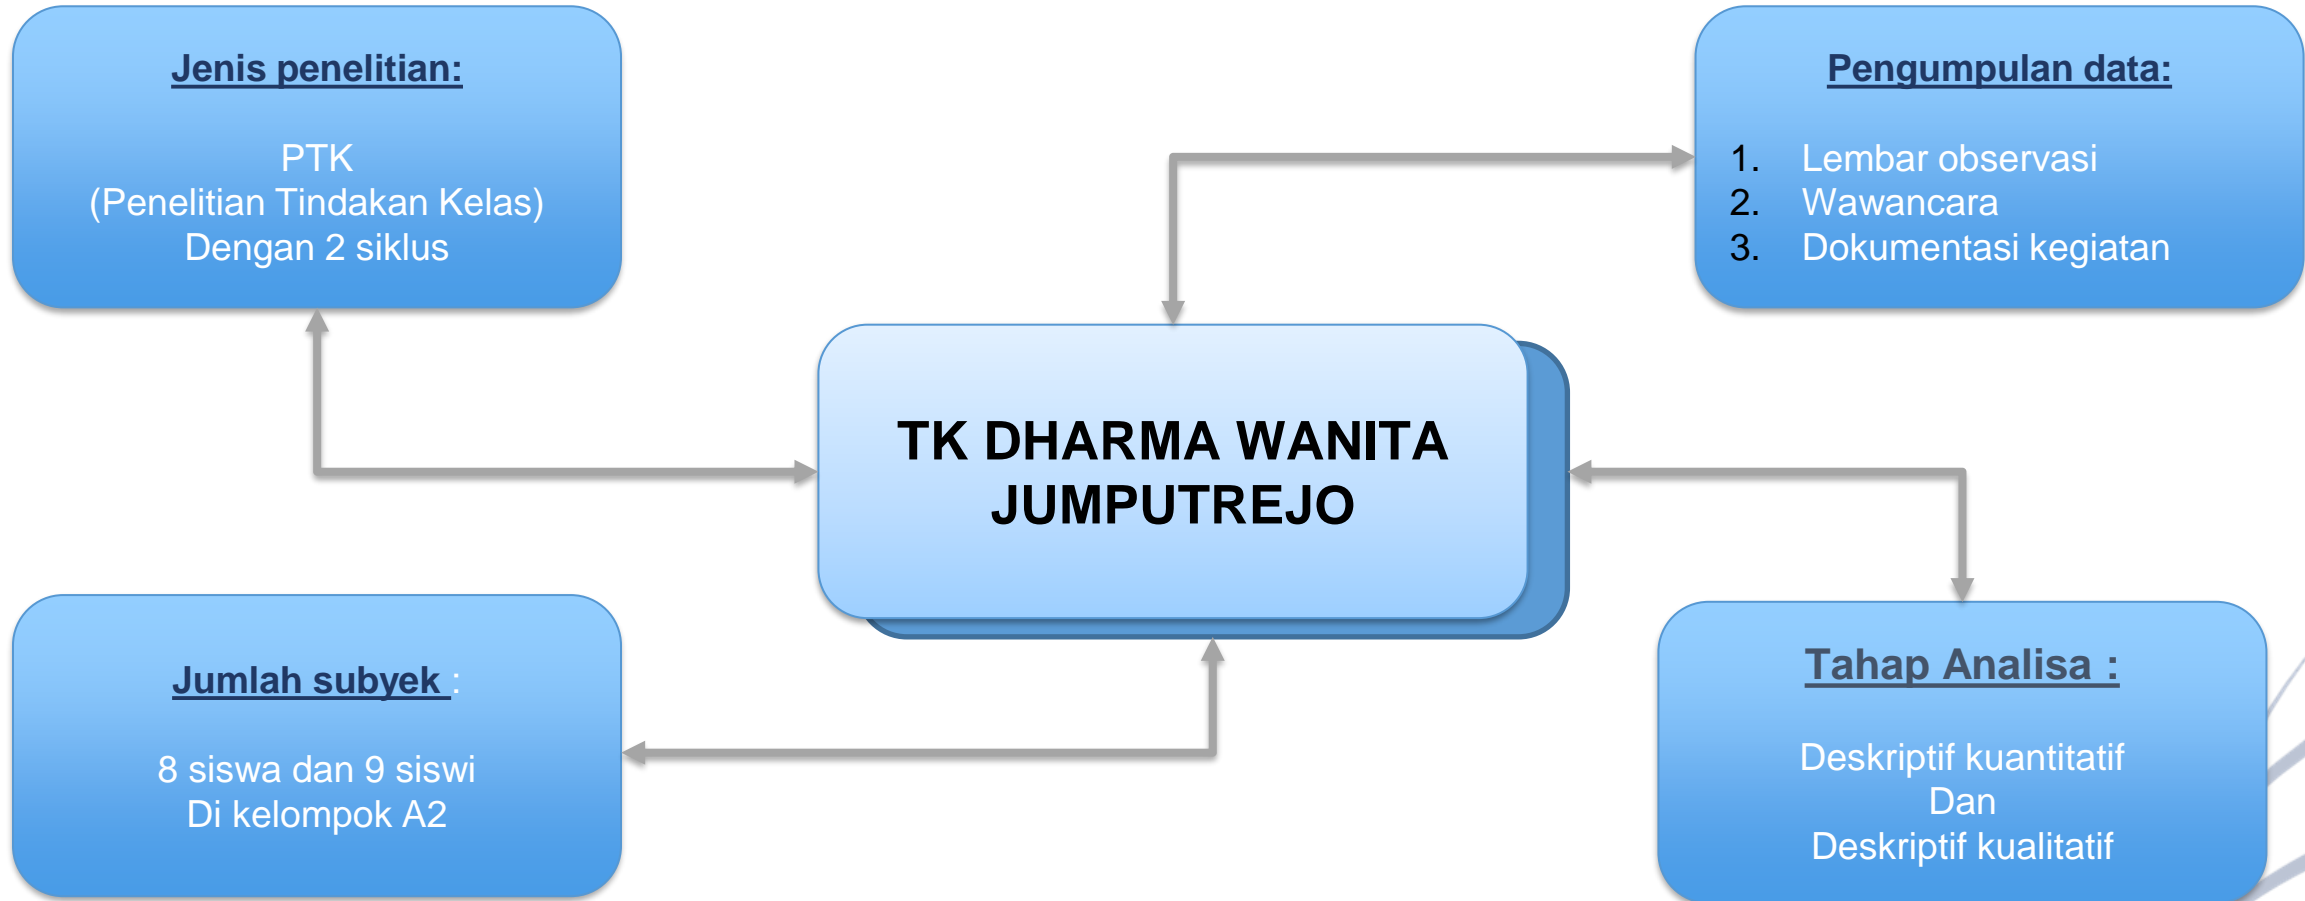 Jenis penelitian:
PTK
(Penelitian Tindakan Kelas)
Dengan 2 siklus
Pengumpulan data:
1. Lembar observasi
2. Wawancara
3. Dokumentasi kegiatan
TK DHARMA WANITA
JUMPUTREJO
Jumlah subyek :
8 siswa dan 9 siswi
Di kelompok A2
Tahap Analisa :
Deskriptif kuantitatif
Dan
Deskriptif kualitatif